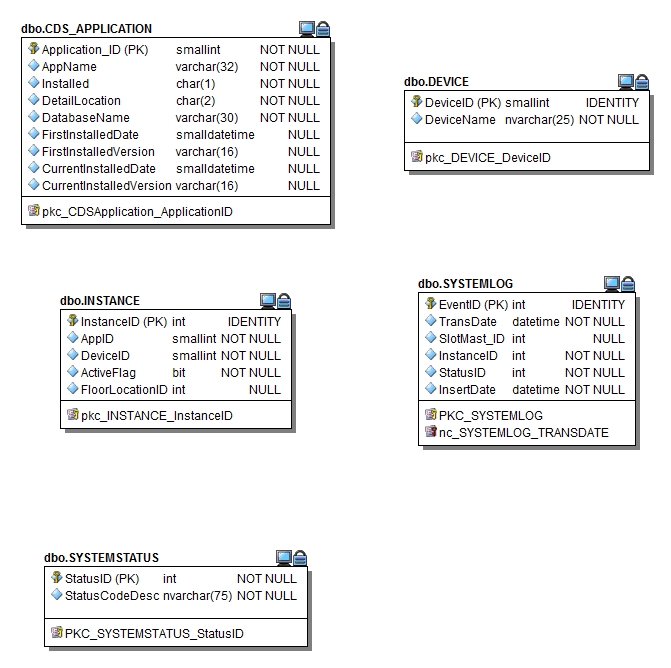 dbo.CDS_APPLICATION
Application_ID (PK) smallint NOT NULL
AppName varchar(32) NOT NULL
Installed char(1) NOT NULL
DetailLocation char(2) NOT NULL
DatabaseName varchar(30) NOT NULL
FirstInstalledDate smalldatetime NULL
FirstInstalledVersion varchar(16) NULL
CurrentInstalledDate smalldatetime NULL
CurrentInstalledVersion varchar(16) NULL
pkc_CDSApplication_ApplicationID
dbo.DEVICE
DeviceID (PK) smallint IDENTITY
DeviceName nvarchar(25) NOT NULL
pkc_DEVICE_DeviceID
dbo.INSTANCE
InstanceID (PK) int IDENTITY
AppID smallint NOT NULL
DeviceID smallint NOT NULL
ActiveFlag bit NOT NULL
FloorLocationID int NULL
pkc_INSTANCE_InstanceID
dbo.SYSTEMLOG
EventID (PK) int IDENTITY
TransDate datetime NOT NULL
SlotMast_ID int NULL
InstanceID int NOT NULL
StatusID int NOT NULL
InsertDate datetime NOT NULL
PKC_SYSTEMLOG
nc_SYSTEMLOG_TRANSDATE
dbo.SYSTEMSTATUS
StatusID (PK) int NOT NULL
StatusCodeDesc nvarchar(75) NOT NULL
PKC_SYSTEMSTATUS_StatusID